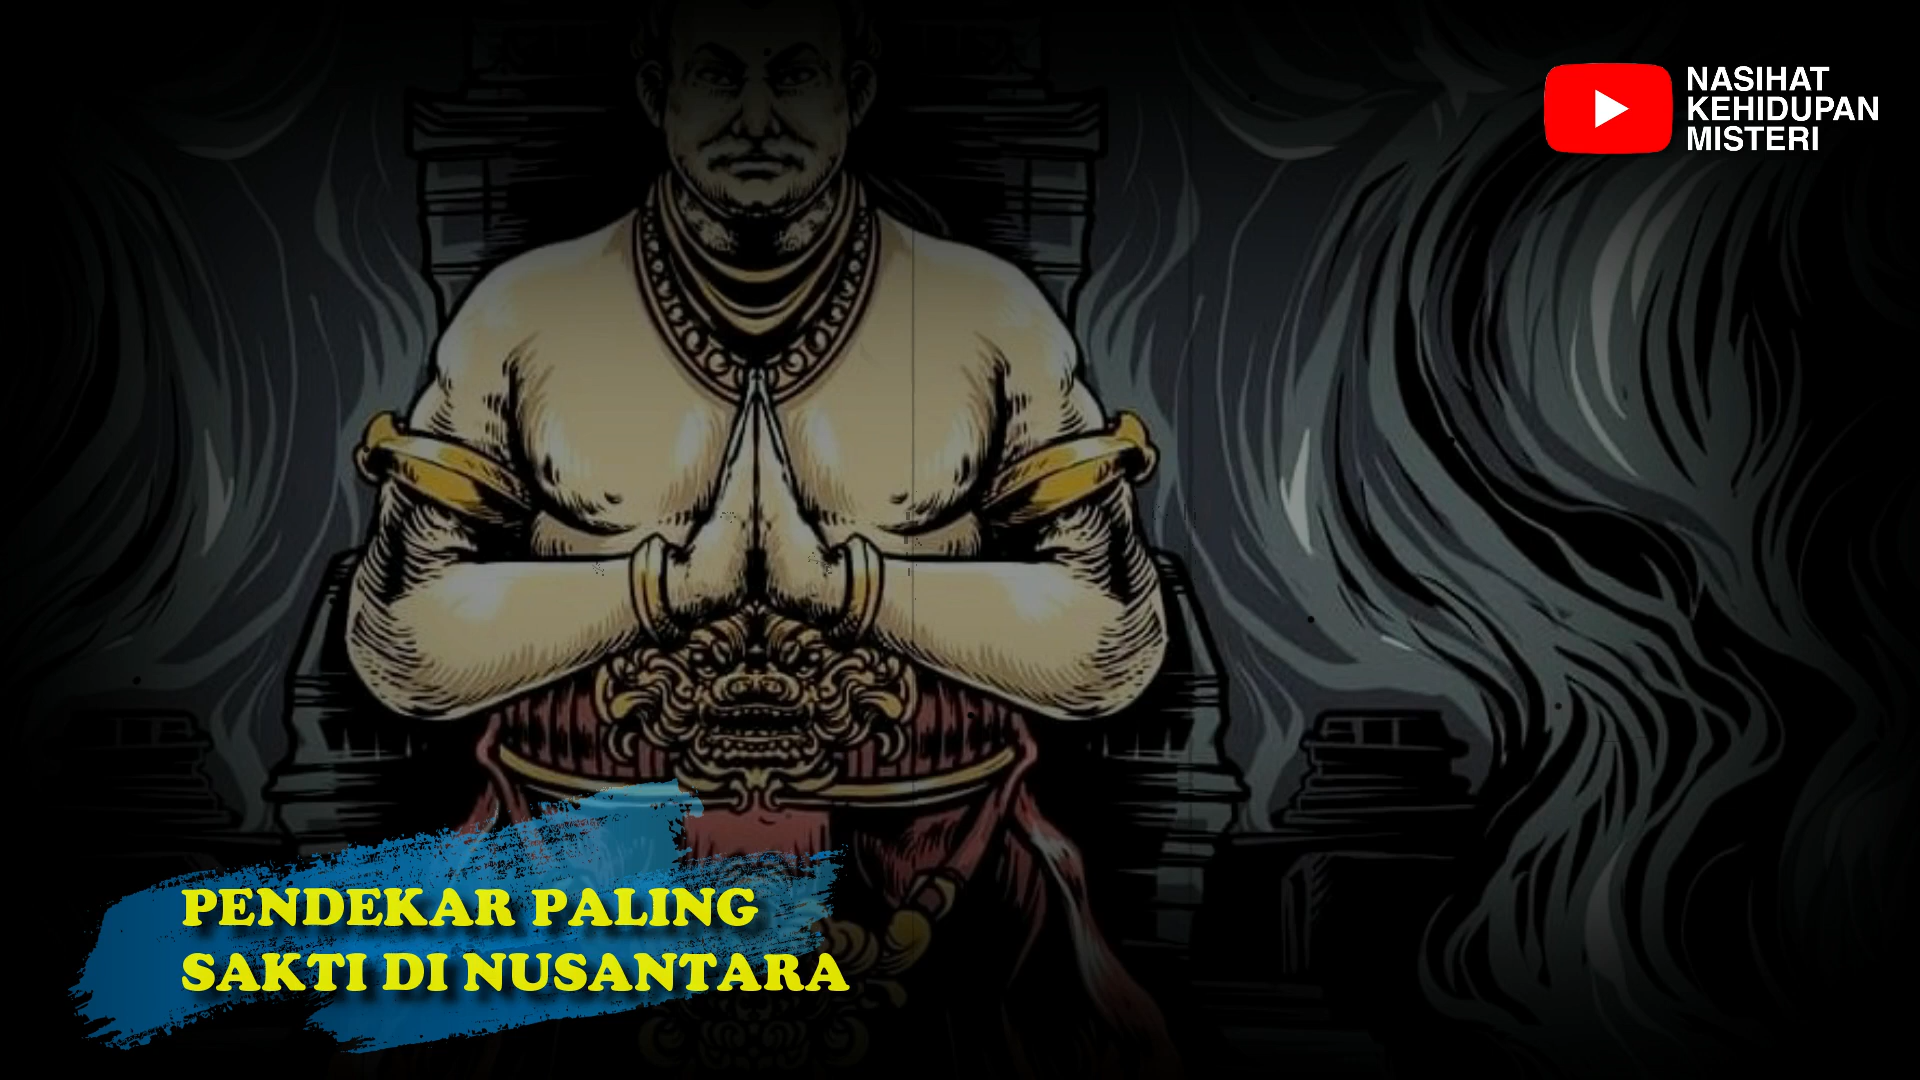 NASIHAT
KEHIDUPAN
MISTERI
PENDEKAR PALING
SAKTI DI NUSANTARA